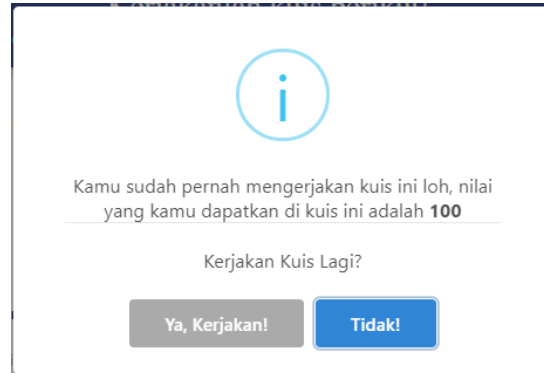 Kamu sudah pernah mengerjakan kuis ini loh, nilai
yang kamu dapatkan di kuis ini adalah 100
Kerjakan Kuis Lagi?
Ya, Kerjakan!
Tidak!